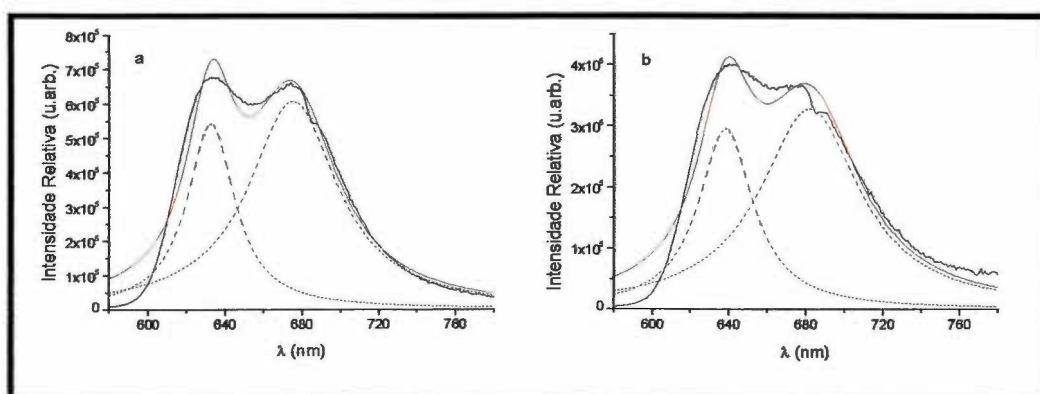 a
8x10⁵
7x10⁵
6x10⁵
5x10⁵
4x10⁵
3x10⁵
2x10⁵
1x10⁵
0
Intensidade Relativa (u.arb.)
600 640 680 720 760
λ (nm)
b
4x10⁵
3x10⁵
2x10⁵
1x10⁵
0
Intensidade Relativa (u.arb.)
600 640 680 720 760
λ (nm)